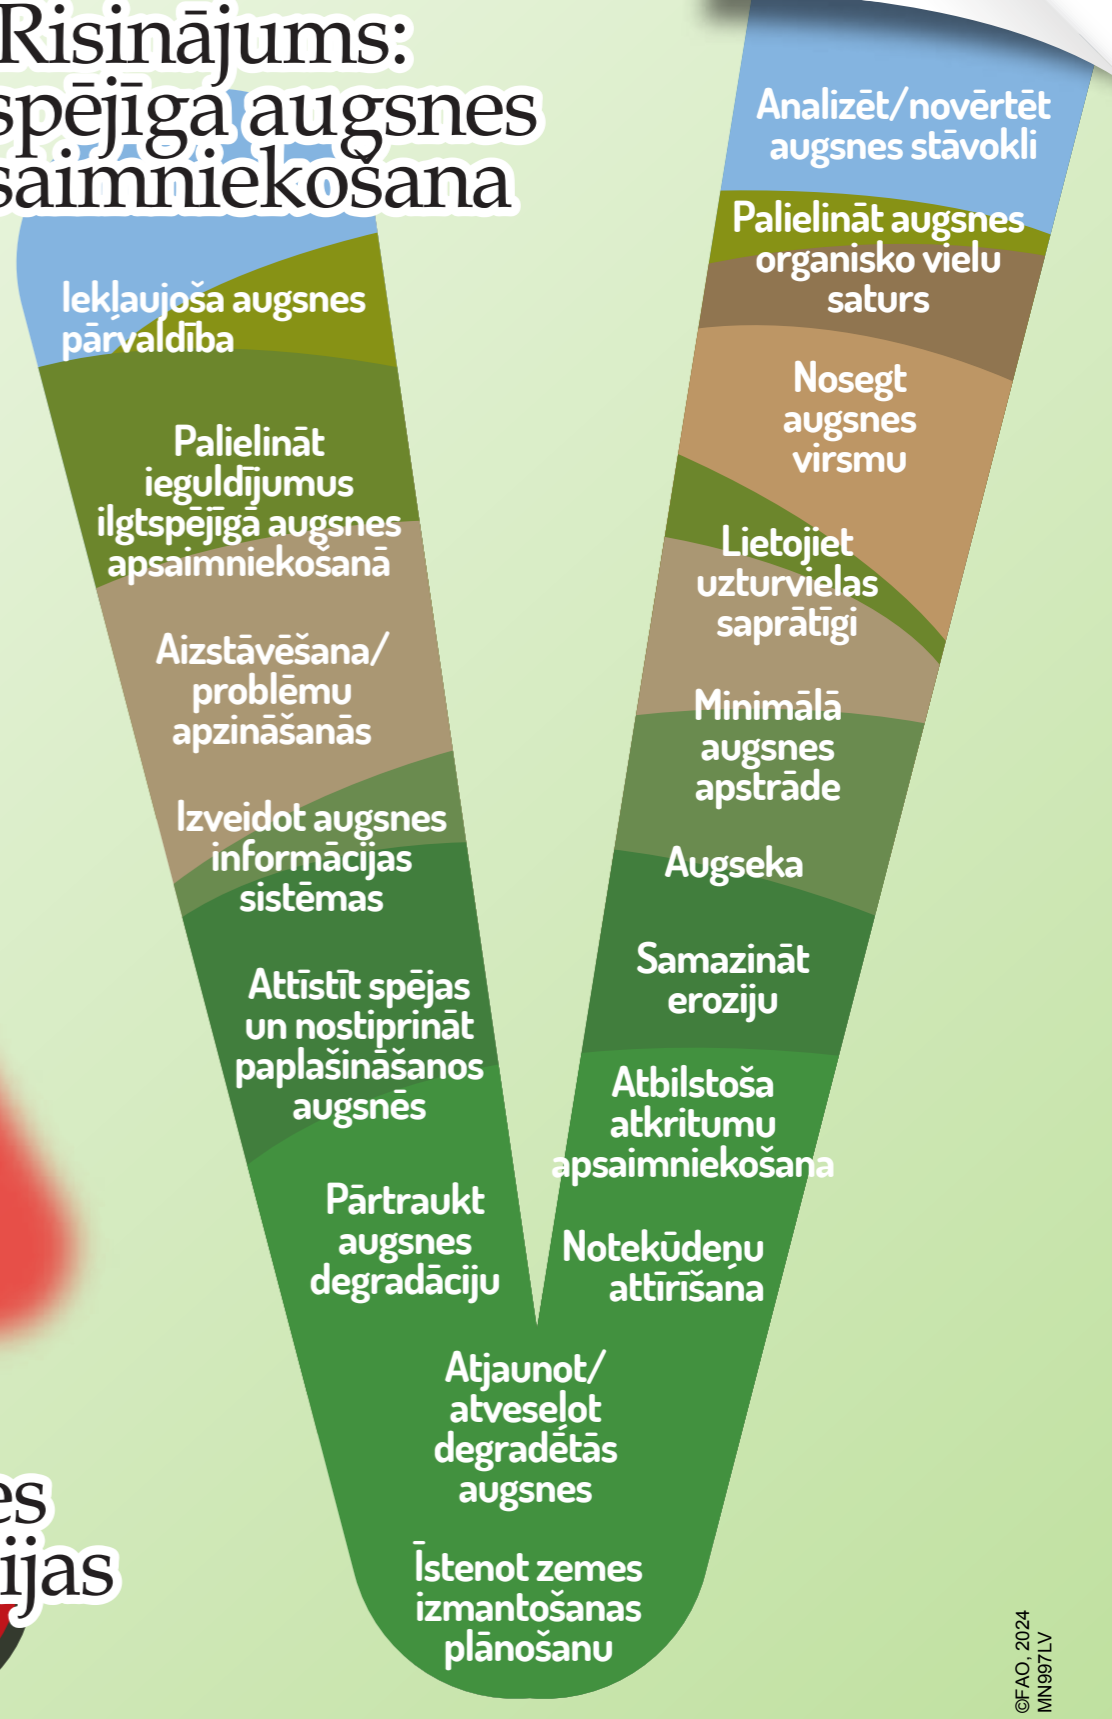 Risinājums:
spējīga augsnes
saimniekošana
Iekļaujoša augsnes
pārvaldība
Palielināt
ieguldījumus
ilgtspējīgā augsnes
apsaimniekošanā
Aizstāvēšana/
problēmu
apzināšanās
Izveidot augsnes
informācijas
sistēmas
Attīstīt spējas
un nostiprināt
paplašināšanos
augsnēs
Pārtraukt
augsnes
degradāciju
Analizēt/novērtēt
augsnes stāvokli
Palielināt augsnes
organisko vielu
saturs
Nosegt
augsnes
virsmu
Lietojiet
uzturvielas
saprātīgi
Minimālā
augsnes
apstrāde
Augseka
Samazināt
eroziju
Atbilstoša
atkritumu
apsaimniekošana
Notekūdeņu
attīrīšana
Atjaunot/
atveseļot
degradētās
augsnes
Īstenot zemes
izmantošanas
plānošanu
es
ijas
©FAO, 2024
MN997LV